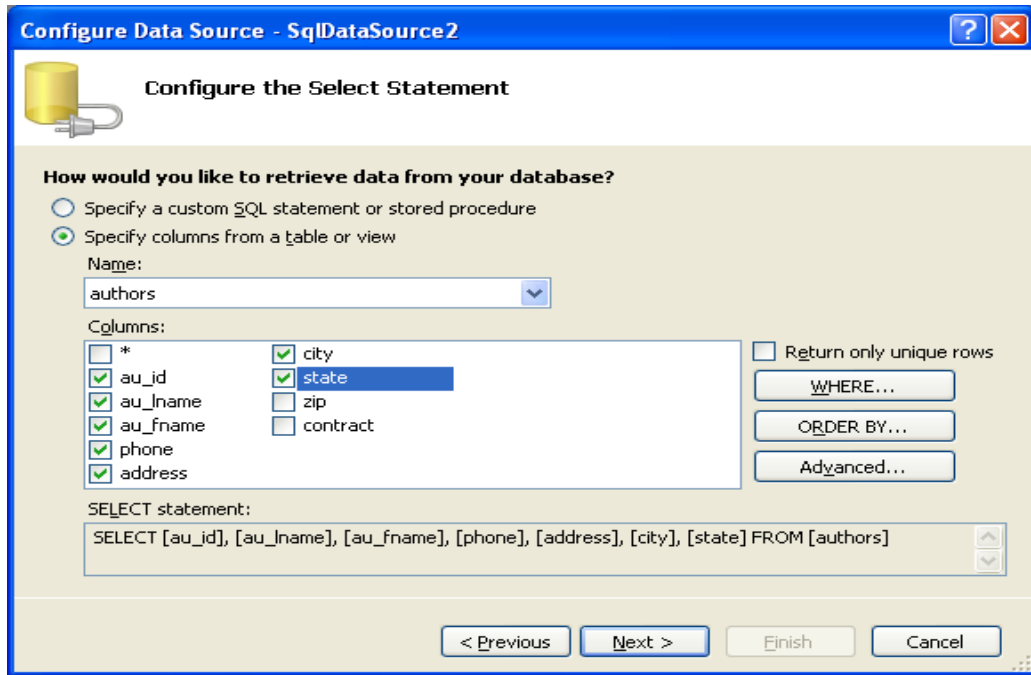 Configure Data Source - SqlDataSource2
Configure the Select Statement
How would you like to retrieve data from your database?
Specify a custom SQL statement or stored procedure
Specify columns from a table or view
Name:
authors
Columns:
*
au_id
au_lname
au_fname
phone
address
city
state
zip
contract
Return only unique rows
WHERE...
ORDER BY...
Advanced...
SELECT statement:
SELECT [au_id], [au_lname], [au_fname], [phone], [address], [city], [state] FROM [authors]
< Previous
Next >
Finish
Cancel